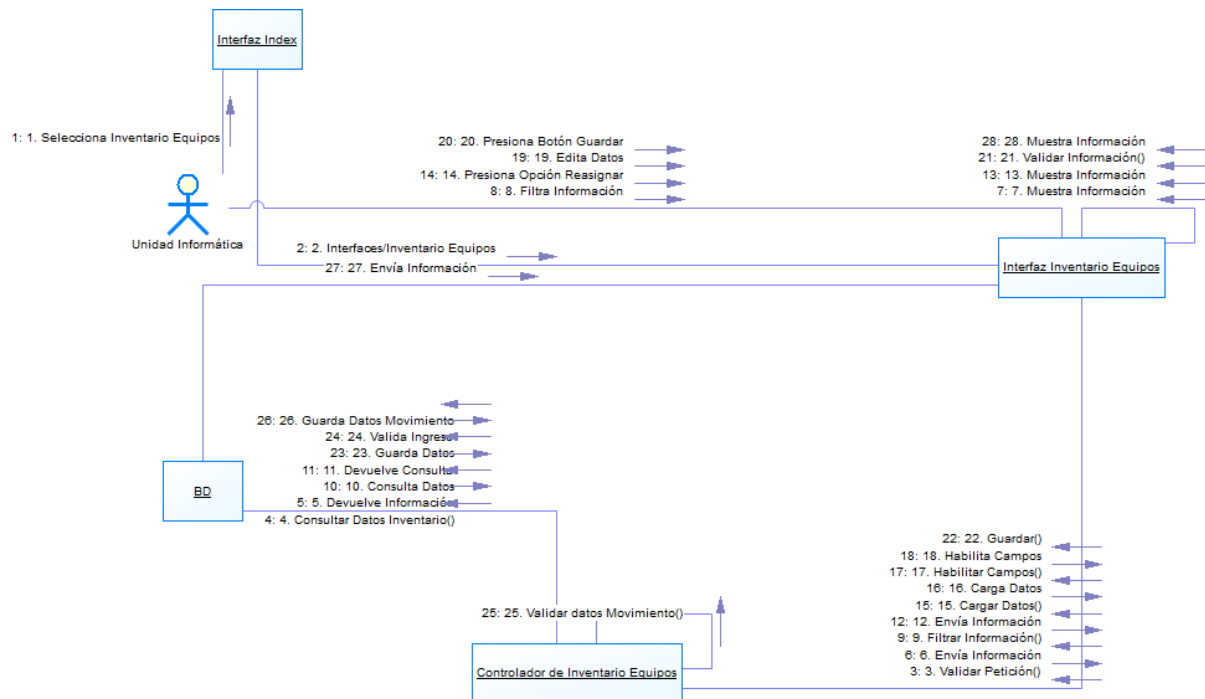 Interfaz Index
1: 1. Selecciona Inventario Equipos
20: 20. Presiona Botón Guardar
19: 19. Edita Datos
14: 14. Presiona Opción Reasignar
8: 8. Filtra Información
28: 28. Muestra Información
21: 21. Validar Información()
13: 13. Muestra Información
7: 7. Muestra Información
Unidad Informática
2: 2. Interfaces/Inventario Equipos
27: 27. Envía Información
Interfaz Inventario Equipos
26: 26. Guarda Datos Movimiento
24: 24. Valida Ingreso
23: 23. Guarda Datos
11: 11. Devuelve Consulta
10: 10. Consulta Datos
5: 5. Devuelve Información
4: 4. Consultar Datos Inventario()
BD
22: 22. Guardar()
18: 18. Habilita Campos
17: 17. Habilitar Campos()
16: 16. Carga Datos
15: 15. Cargar Datos()
12: 12. Envía Información
9: 9. Filtrar Información()
6: 6. Envía Información
3: 3. Validar Petición()
25: 25. Validar datos Movimiento()
Controlador de Inventario Equipos